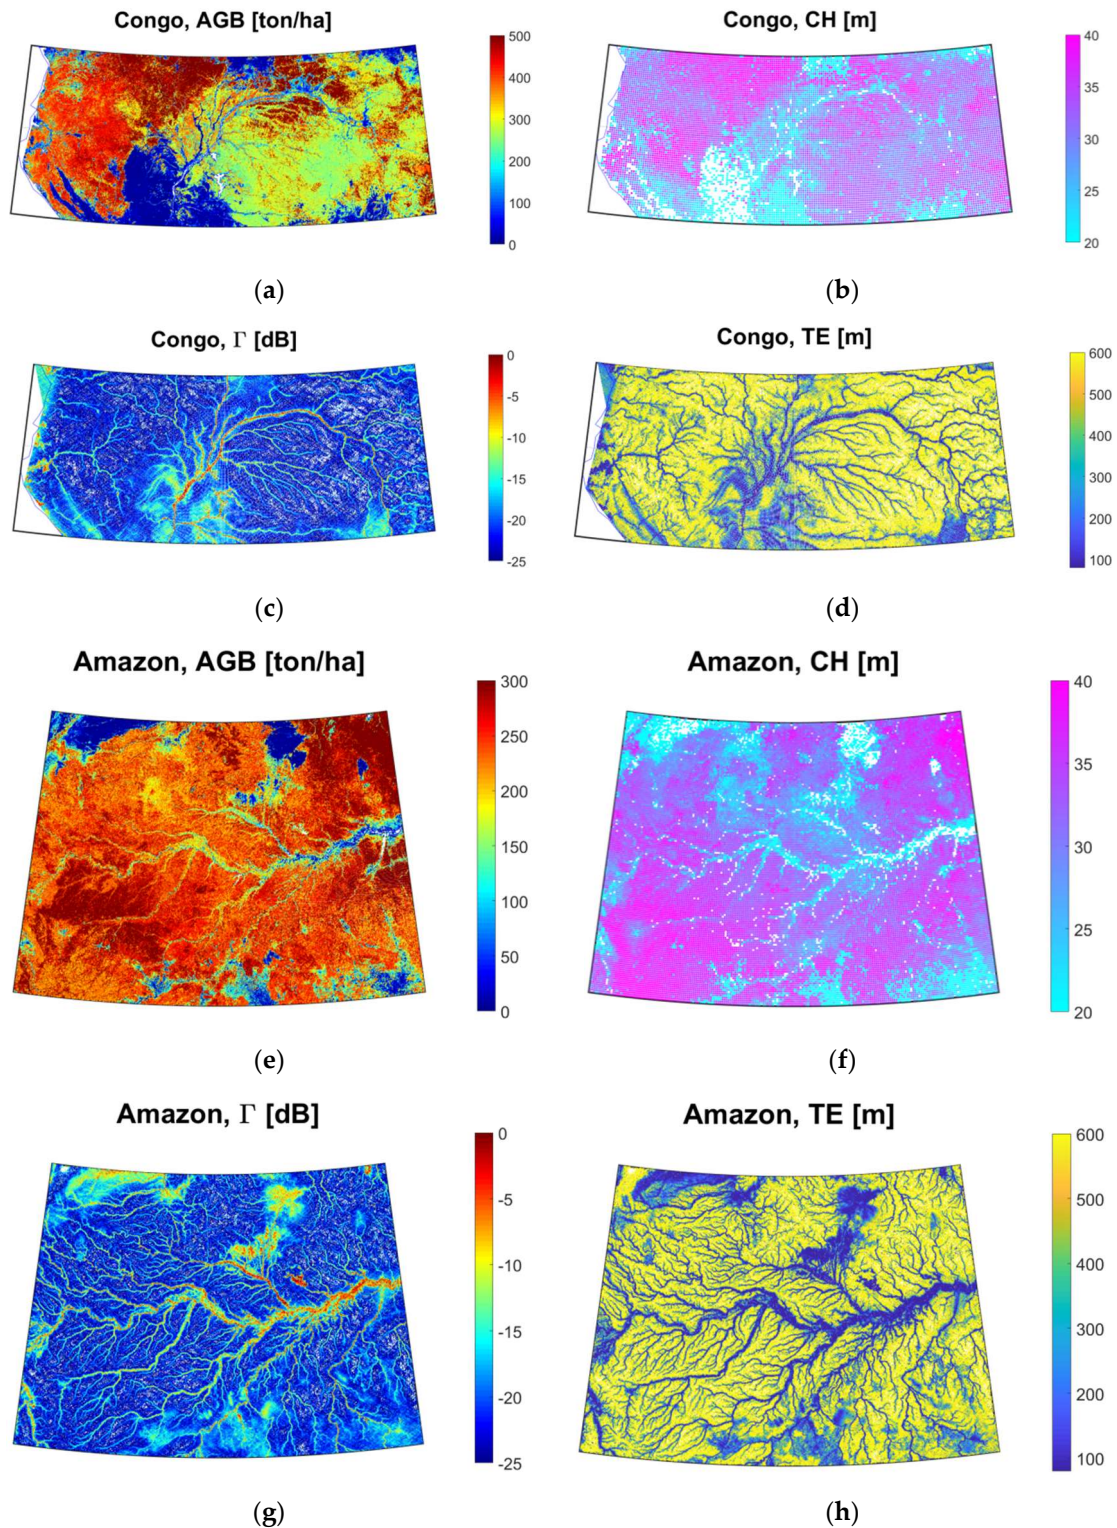 Congo, AGB [ton/ha]
500
400
300
200
100
0
(a)
Congo, CH [m]
40
35
30
25
20
(b)
Congo, Γ [dB]
0
-5
-10
-15
-20
-25
(c)
Congo, TE [m]
600
500
400
300
200
100
(d)
Amazon, AGB [ton/ha]
300
250
200
150
100
50
0
(e)
Amazon, CH [m]
40
35
30
25
20
(f)
Amazon, Γ [dB]
0
-5
-10
-15
-20
-25
(g)
Amazon, TE [m]
600
500
400
300
200
100
(h)